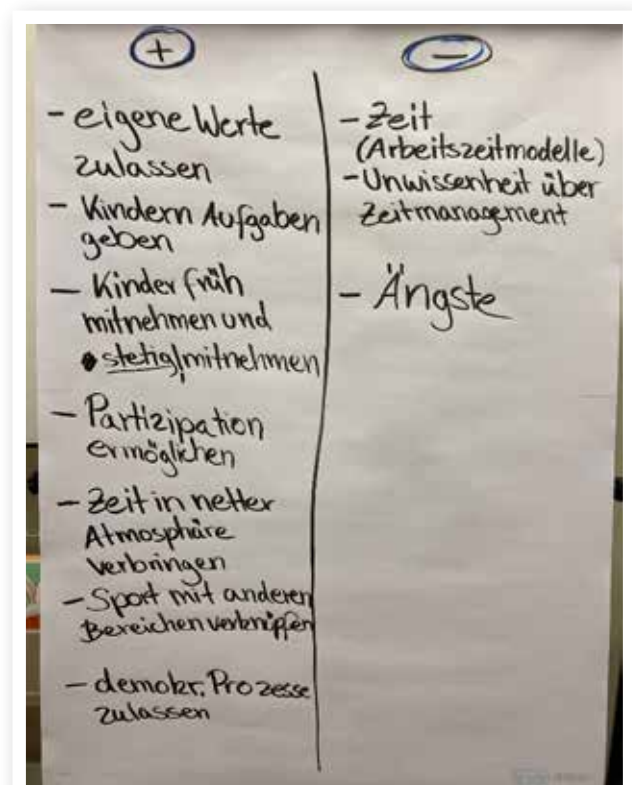 +
- eigene Werte
zulassen
- Kindern Aufgaben
geben
- Kinder früh
mitnehmen und
stetig mitnehmen
- Partizipation
ermöglichen
- Zeit in netter
Atmosphäre
verbringen
- Sport mit anderen
Bereichen verknüpfen
- demokr. Prozesse
zulassen
-
- Zeit
(Arbeitszeitmodelle)
- Unwissenheit über
Zeitmanagement
- Ängste